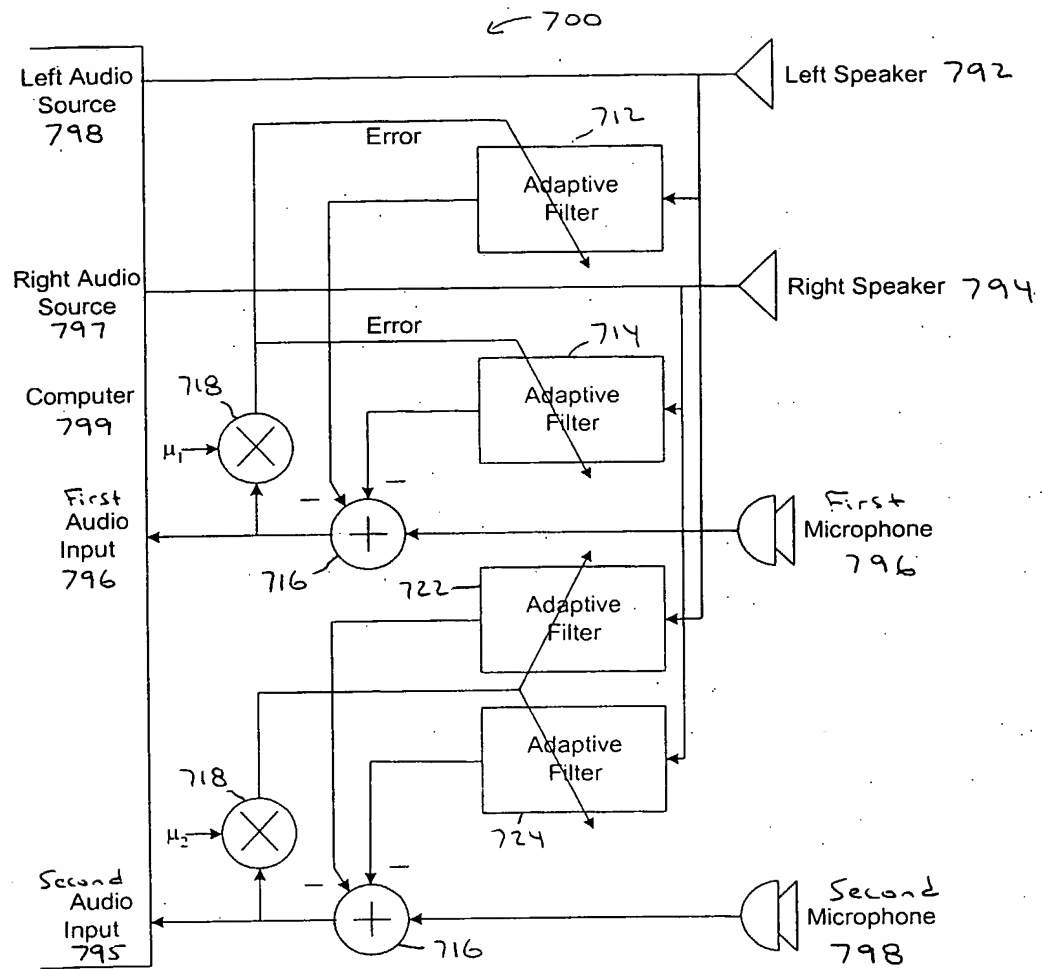 700
Left Audio
Source
798
Left Speaker 792
Error
712
Adaptive
Filter
Right Audio
Source
797
Right Speaker 794
Error
714
Adaptive
Filter
Computer
799
718
μ1
First
Audio
Input
796
−
−
+
716
First
Microphone
796
722
Adaptive
Filter
Adaptive
Filter
724
718
μ2
Second
Audio
Input
795
−
−
+
716
Second
Microphone
798